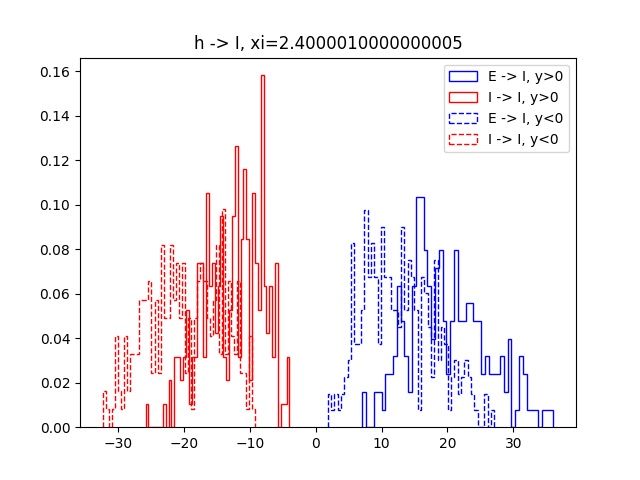 h -> I, xi=2.4000010000000005
E -> I, y>0
I -> I, y>0
E -> I, y<0
I -> I, y<0
0.16
0.14
0.12
0.10
0.08
0.06
0.04
0.02
0.00
−30 −20 −10 0 10 20 30